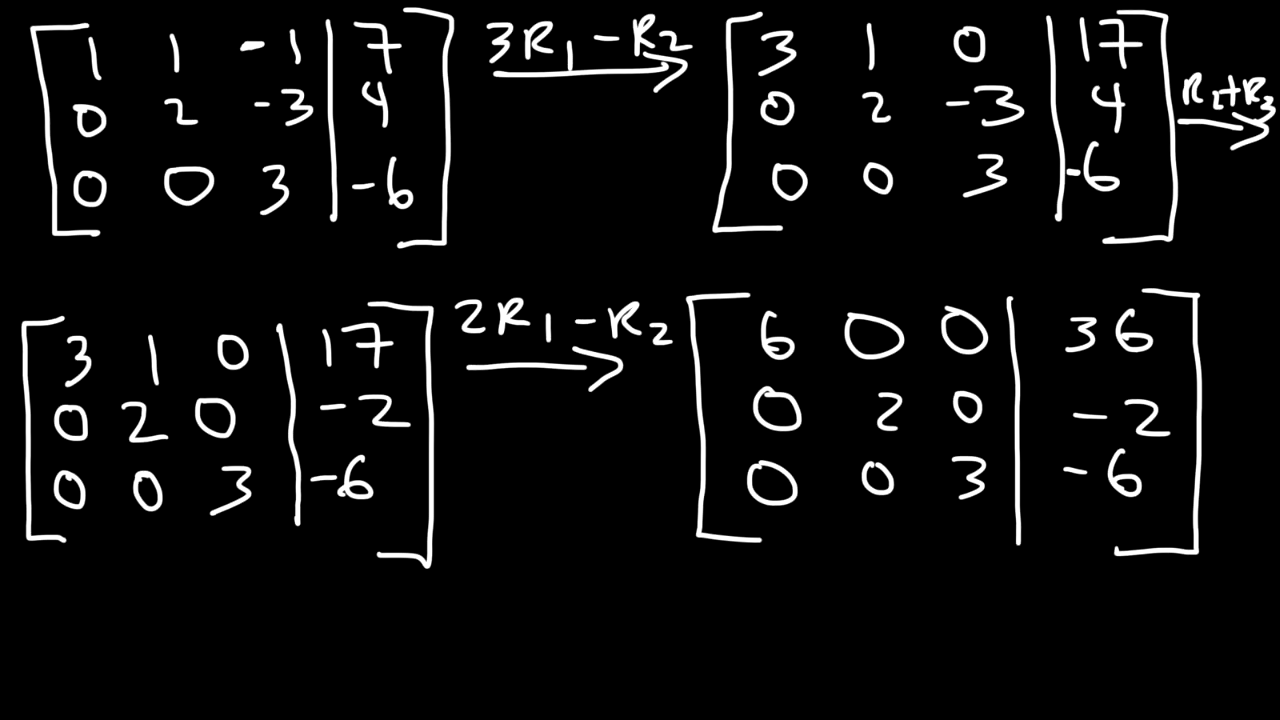 1 1 -1 | 7 3R1 - R2 3 1 0 | 17
0 2 -3 | 4 0 2 -3 | 4 R2+R3
0 0 3 | -6 0 0 3 | -6
3 1 0 | 17 2R1 - R2 6 0 0 | 36
0 2 0 | -2 0 2 0 | -2
0 0 3 | -6 0 0 3 | -6